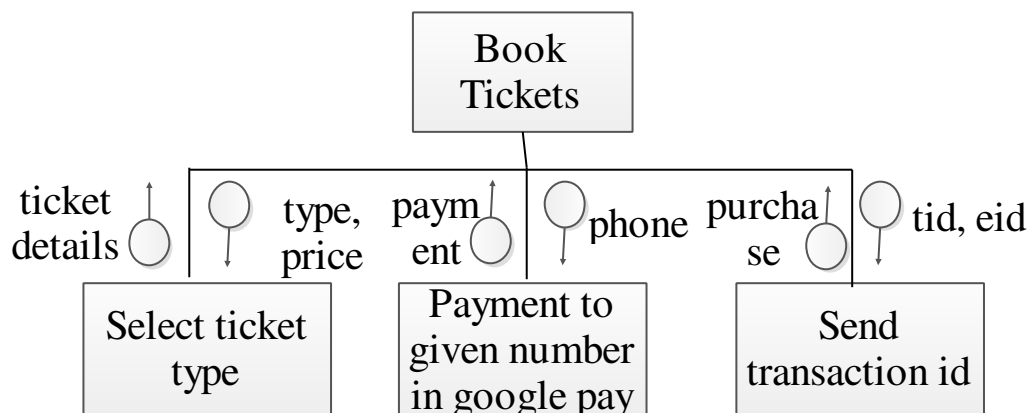 Book
Tickets
ticket
details
type,
price
paym
ent
phone
purcha
se
tid, eid
Select ticket
type
Payment to
given number
in google pay
Send
transaction id